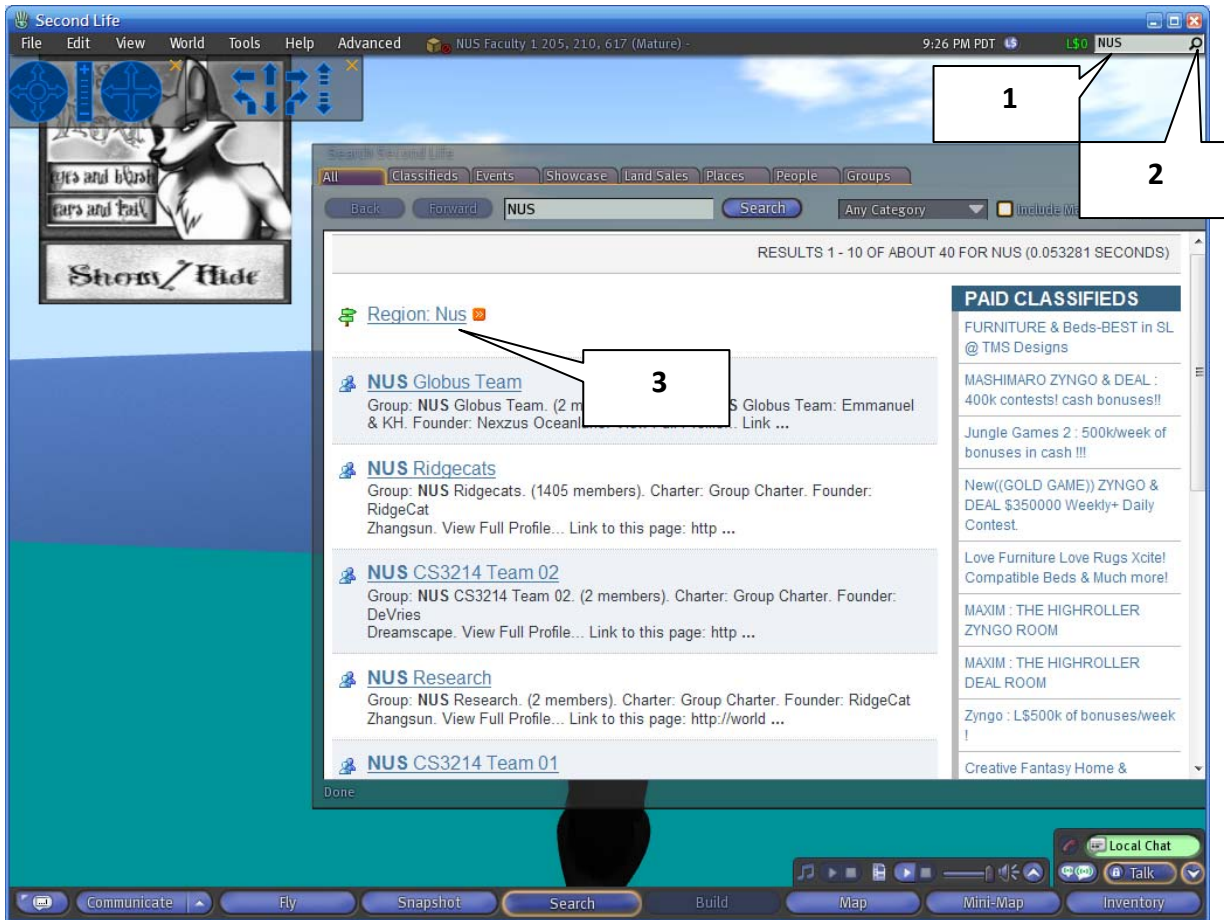 Second Life
File Edit View World Tools Help Advanced NUS Faculty 1 205, 210, 617 (Mature) - 9:26 PM PDT L$ L$0 NUS
1
2
eyes and blush
ears and tail
Show/Hide
Search Second Life
All Classifieds Events Showcase Land Sales Places People Groups
Back Forward NUS Search Any Category Include
RESULTS 1 - 10 OF ABOUT 40 FOR NUS (0.053281 SECONDS)
Region: Nus
3
NUS Globus Team
Group: NUS Globus Team. (2 m S Globus Team: Emmanuel
& KH. Founder: Nexzus Link ...
NUS Ridgecats
Group: NUS Ridgecats. (1405 members). Charter: Group Charter. Founder:
RidgeCat
Zhangsun. View Full Profile... Link to this page: http ...
NUS CS3214 Team 02
Group: NUS CS3214 Team 02. (2 members). Charter: Group Charter. Founder:
DeVries
Dreamscape. View Full Profile... Link to this page: http ...
NUS Research
Group: NUS Research. (2 members). Charter: Group Charter. Founder: RidgeCat
Zhangsun. View Full Profile... Link to this page: http://world ...
NUS CS3214 Team 01
PAID CLASSIFIEDS
FURNITURE & Beds-BEST in SL
@ TMS Designs
MASHIMARO ZYNGO & DEAL :
400k contests! cash bonuses!!
Jungle Games 2 : 500k/week of
bonuses in cash !!!
New((GOLD GAME)) ZYNGO &
DEAL $350000 Weekly+ Daily
Contest.
Love Furniture Love Rugs Xcite!
Compatible Beds & Much more!
MAXIM : THE HIGHROLLER
ZYNGO ROOM
MAXIM : THE HIGHROLLER
DEAL ROOM
Zyngo : L$500k of bonuses/week
!
Creative Fantasy Home &
Done
Local Chat
Talk
Communicate Fly Snapshot Search Build Map Mini-Map Inventory